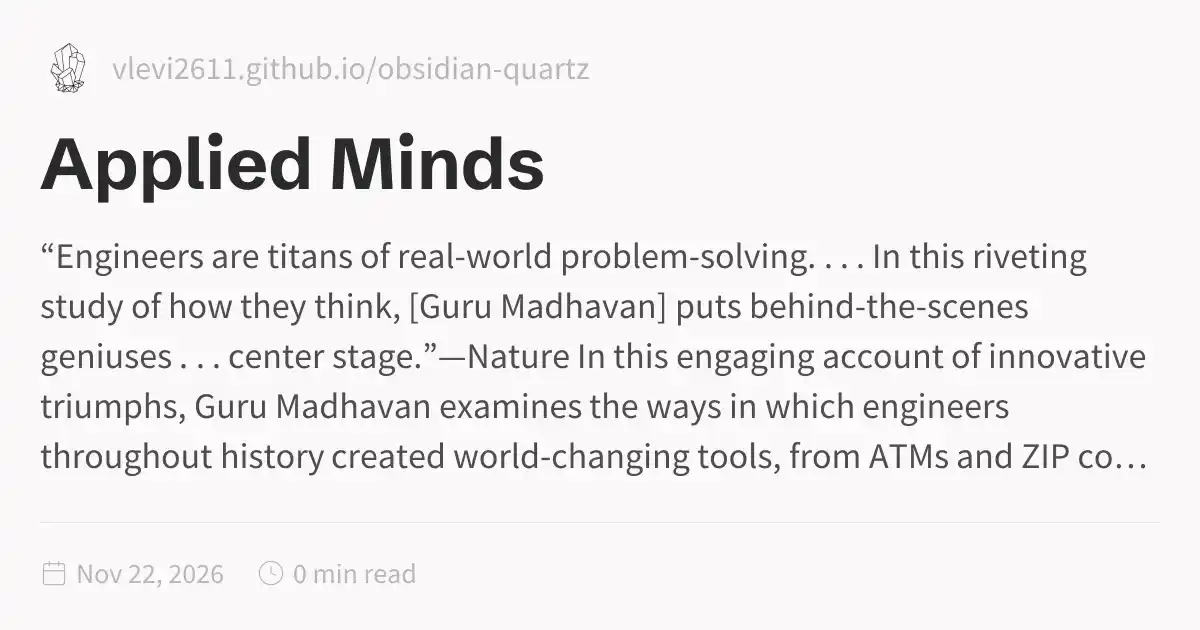 vlevi2611.github.io/obsidian-quartz
Applied Minds
“Engineers are titans of real-world problem-solving. . . . In this riveting
study of how they think, [Guru Madhavan] puts behind-the-scenes
geniuses . . . center stage.”—Nature In this engaging account of innovative
triumphs, Guru Madhavan examines the ways in which engineers
throughout history created world-changing tools, from ATMs and ZIP co…
Nov 22, 2026 0 min read